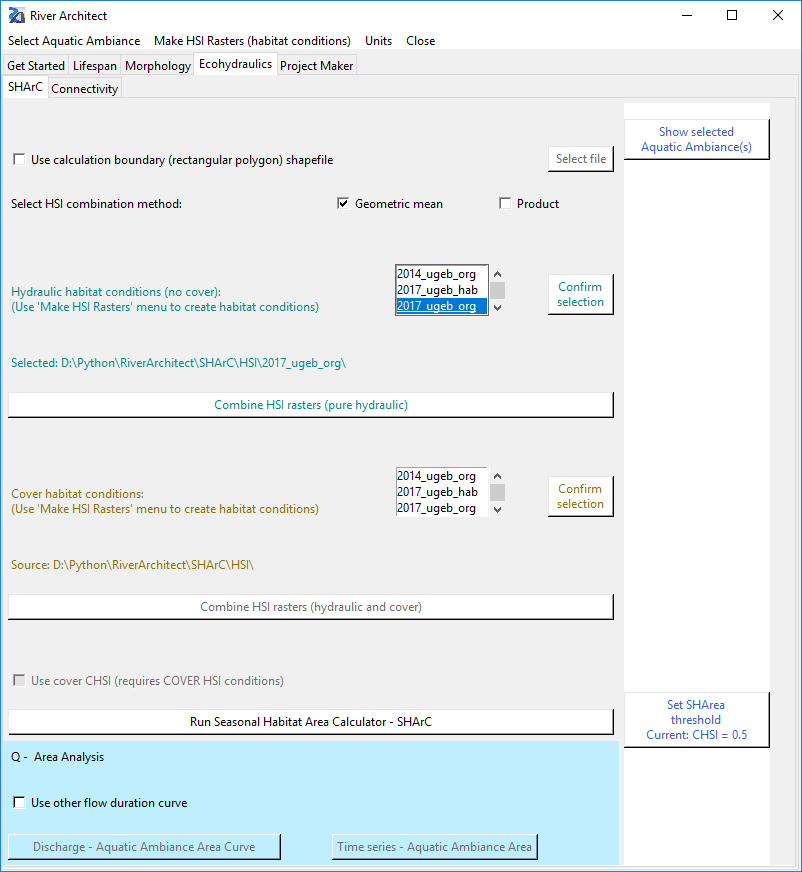 River Architect
Select Aquatic Ambiance Make HSI Rasters (habitat conditions) Units Close
Get Started Lifespan Morphology Ecohydraulics Project Maker
SHArC Connectivity
Show selected
Aquatic Ambiance(s)
Use calculation boundary (rectangular polygon) shapefile
Select file
Select HSI combination method:
Geometric mean
Product
Hydraulic habitat conditions (no cover):
(Use 'Make HSI Rasters' menu to create habitat conditions)
2014_ugeb_org
2017_ugeb_hab
2017_ugeb_org
Confirm
selection
Selected: D:\Python\RiverArchitect\SHArC\HSI\2017_ugeb_org\
Combine HSI rasters (pure hydraulic)
Cover habitat conditions:
(Use 'Make HSI Rasters' menu to create habitat conditions)
2014_ugeb_org
2017_ugeb_hab
2017_ugeb_org
Confirm
selection
Source: D:\Python\RiverArchitect\SHArC\HSI\
Combine HSI rasters (hydraulic and cover)
Use cover CHSI (requires COVER HSI conditions)
Run Seasonal Habitat Area Calculator - SHArC
Set SHArea
threshold
Current: CHSI = 0.5
Q - Area Analysis
Use other flow duration curve
Discharge - Aquatic Ambiance Area Curve
Time series - Aquatic Ambiance Area